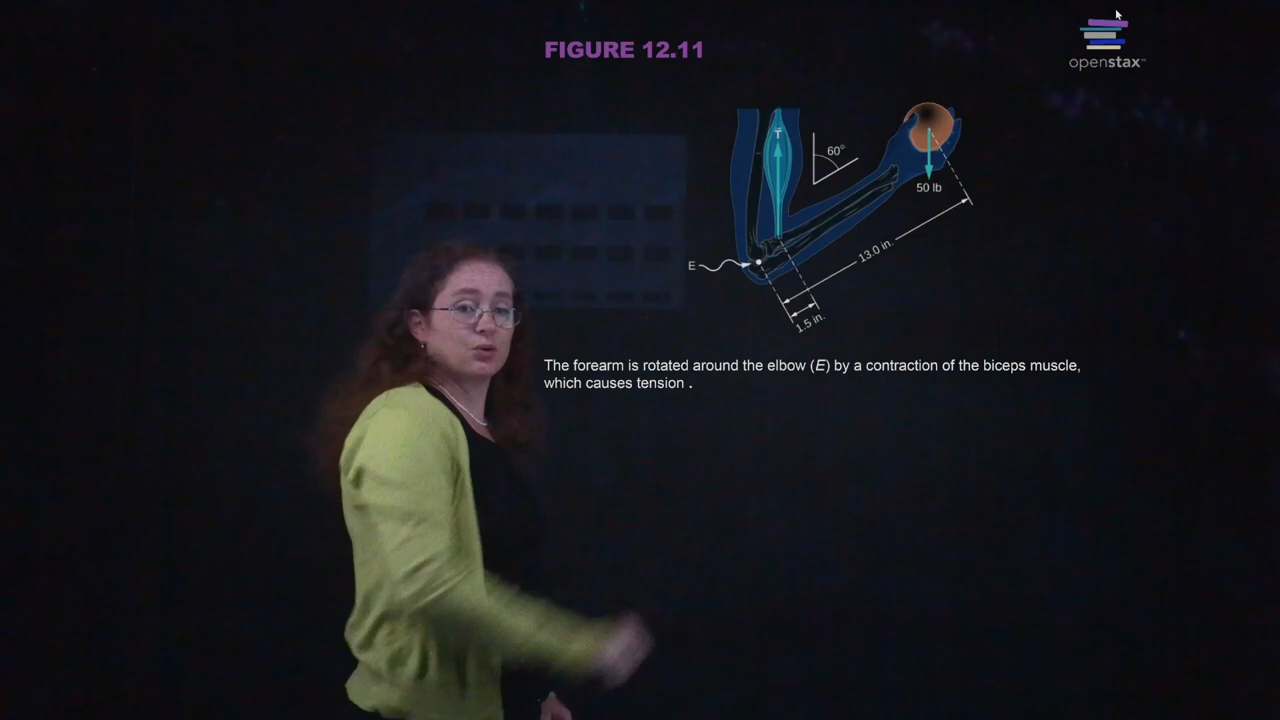 FIGURE 12.11
openstax™
T
60°
50 lb
E
13.0 in.
1.5 in.
The forearm is rotated around the elbow (E) by a contraction of the biceps muscle,
which causes tension .